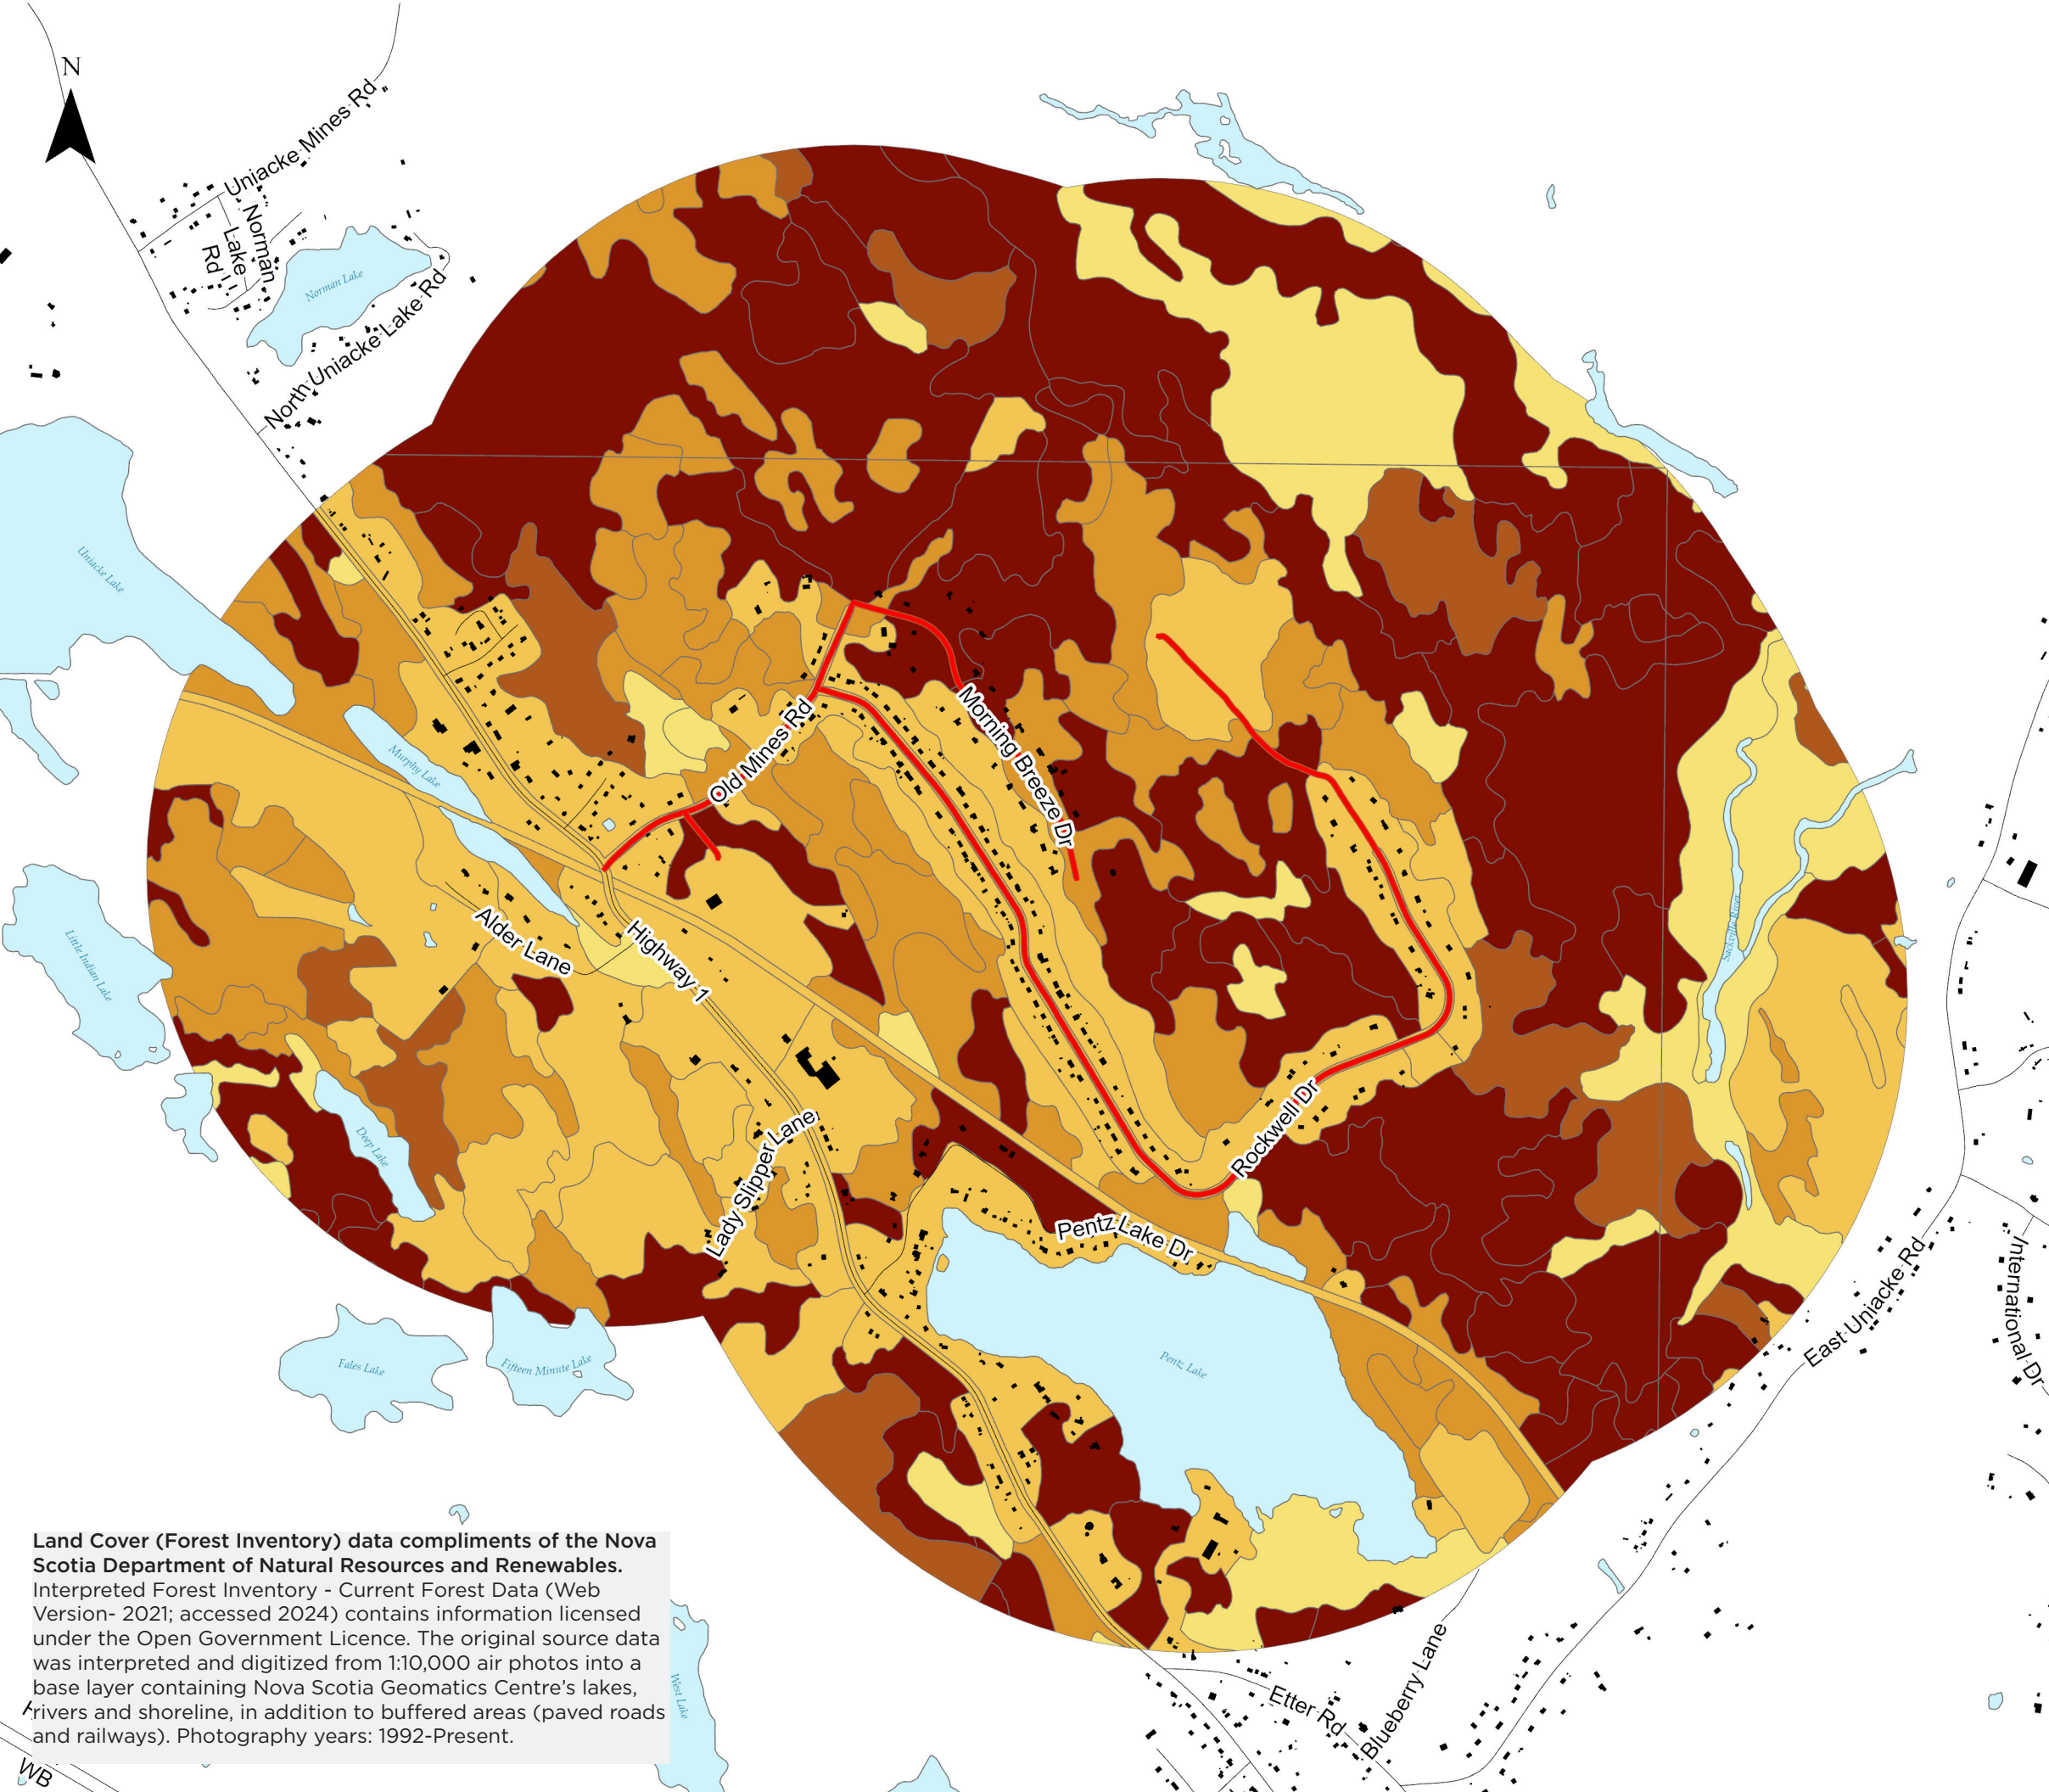 N
Uniacke Mines Rd
Norman
Lake
Rd
Norman Lake
North Uniacke Lake Rd
Uniacke Lake
Murphy Lake
Old Mines Rd
Morning Breeze Dr
Alder Lane
Highway 1
Little Indian Lake
Sackville River
Deep Lake
Lady Slipper Lane
Rockwell Dr
Pentz Lake Dr
Pentz Lake
East Uniacke Rd
International Dr
Fales Lake
Fifteen Minute Lake
Land Cover (Forest Inventory) data compliments of the Nova
Scotia Department of Natural Resources and Renewables.
Interpreted Forest Inventory - Current Forest Data (Web
Version- 2021; accessed 2024) contains information licensed
under the Open Government Licence. The original source data
was interpreted and digitized from 1:10,000 air photos into a
base layer containing Nova Scotia Geomatics Centre's lakes,
rivers and shoreline, in addition to buffered areas (paved roads
and railways). Photography years: 1992-Present.
West Lake
Etter Rd
Blueberry Lane
WB